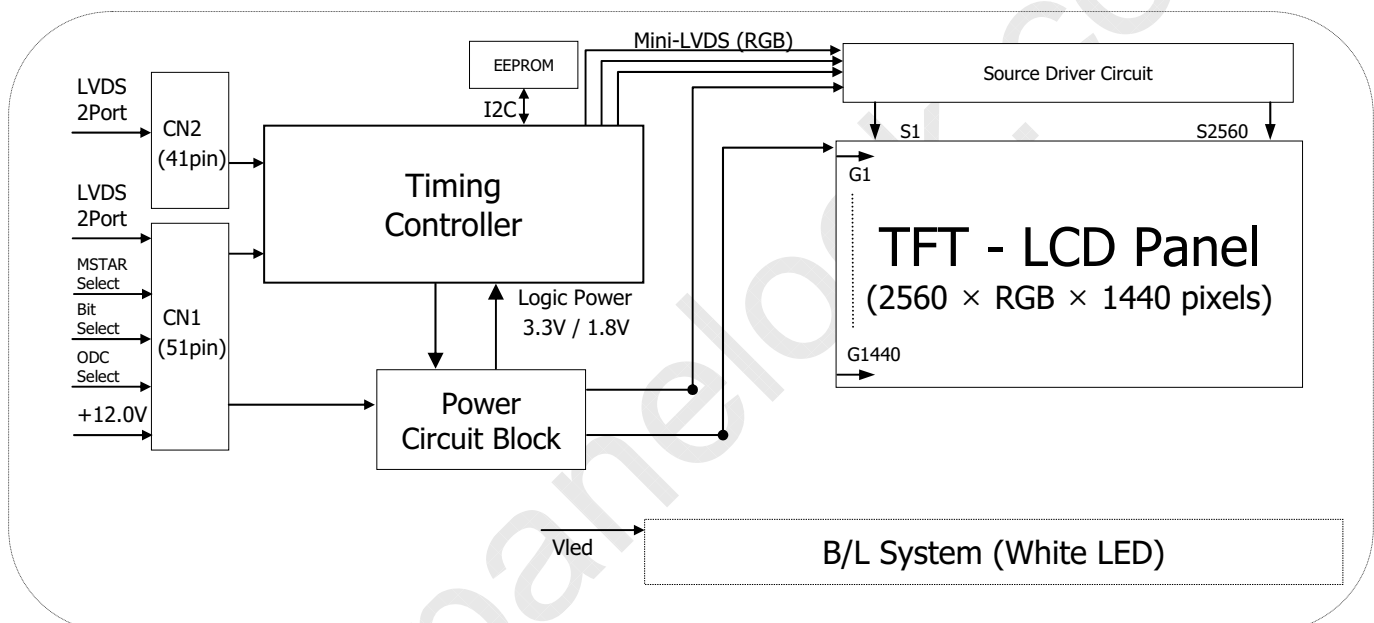 Mini-LVDS (RGB)
EEPROM
Source Driver Circuit
I2C
LVDS
2Port
CN2
(41pin)
S1
S2560
Timing
Controller
G1
LVDS
2Port
MSTAR
Select
Bit
Select
ODC
Select
+12.0V
CN1
(51pin)
Logic Power
3.3V / 1.8V
TFT - LCD Panel
(2560 × RGB × 1440 pixels)
G1440
Power
Circuit Block
Vled
B/L System (White LED)